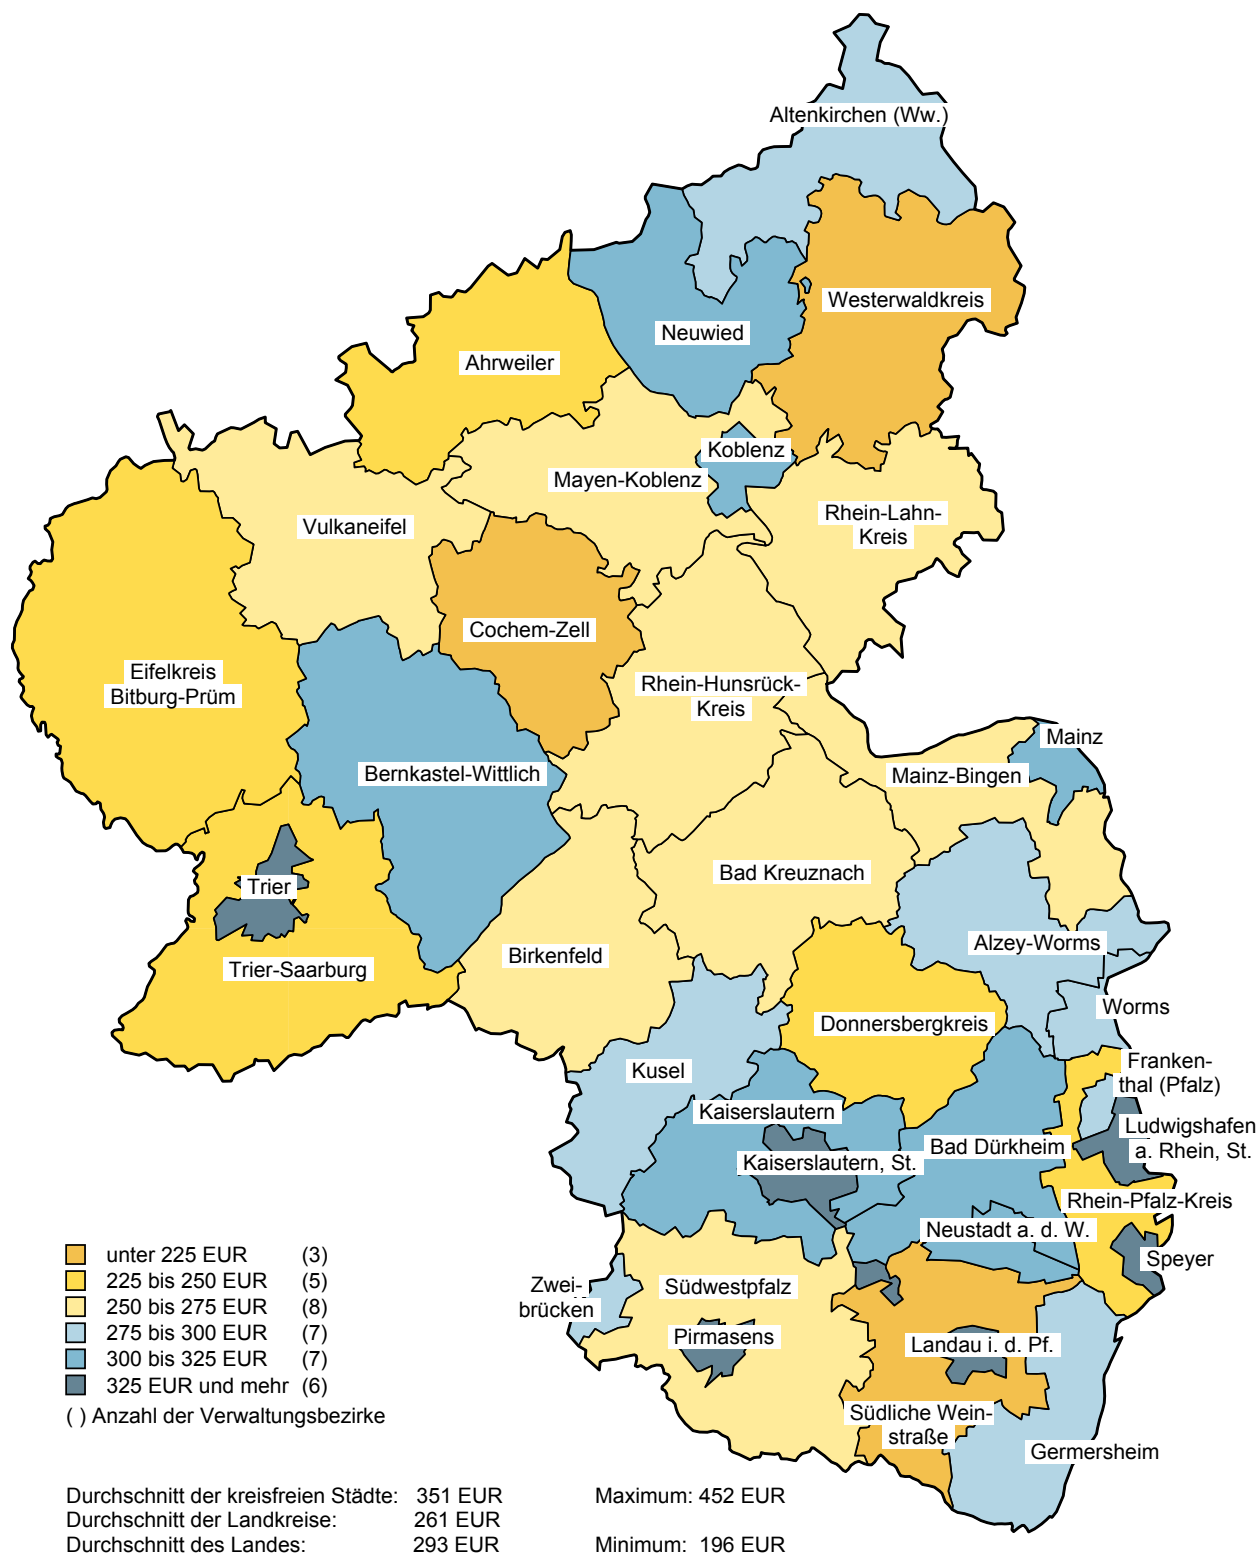 Altenkirchen (Ww.)
Westerwaldkreis
Neuwied
Ahrweiler
Koblenz
Mayen-Koblenz
Vulkaneifel
Rhein-Lahn-
Kreis
Cochem-Zell
Eifelkreis
Bitburg-Prüm
Rhein-Hunsrück-
Kreis
Mainz
Bernkastel-Wittlich
Mainz-Bingen
Bad Kreuznach
Trier
Alzey-Worms
Birkenfeld
Trier-Saarburg
Worms
Donnersbergkreis
Kusel
Franken-
thal (Pfalz)
Kaiserslautern
Ludwigshafen
a. Rhein, St.
Bad Dürkheim
Kaiserslautern, St.
Rhein-Pfalz-Kreis
Neustadt a. d. W.
Speyer
Zwei-
brücken
Südwestpfalz
Pirmasens
Landau i. d. Pf.
Südliche Wein-
straße
Germersheim
unter 225 EUR (3)
225 bis 250 EUR (5)
250 bis 275 EUR (8)
275 bis 300 EUR (7)
300 bis 325 EUR (7)
325 EUR und mehr (6)
( ) Anzahl der Verwaltungsbezirke
Durchschnitt der kreisfreien Städte: 351 EUR Maximum: 452 EUR
Durchschnitt der Landkreise: 261 EUR
Durchschnitt des Landes: 293 EUR Minimum: 196 EUR